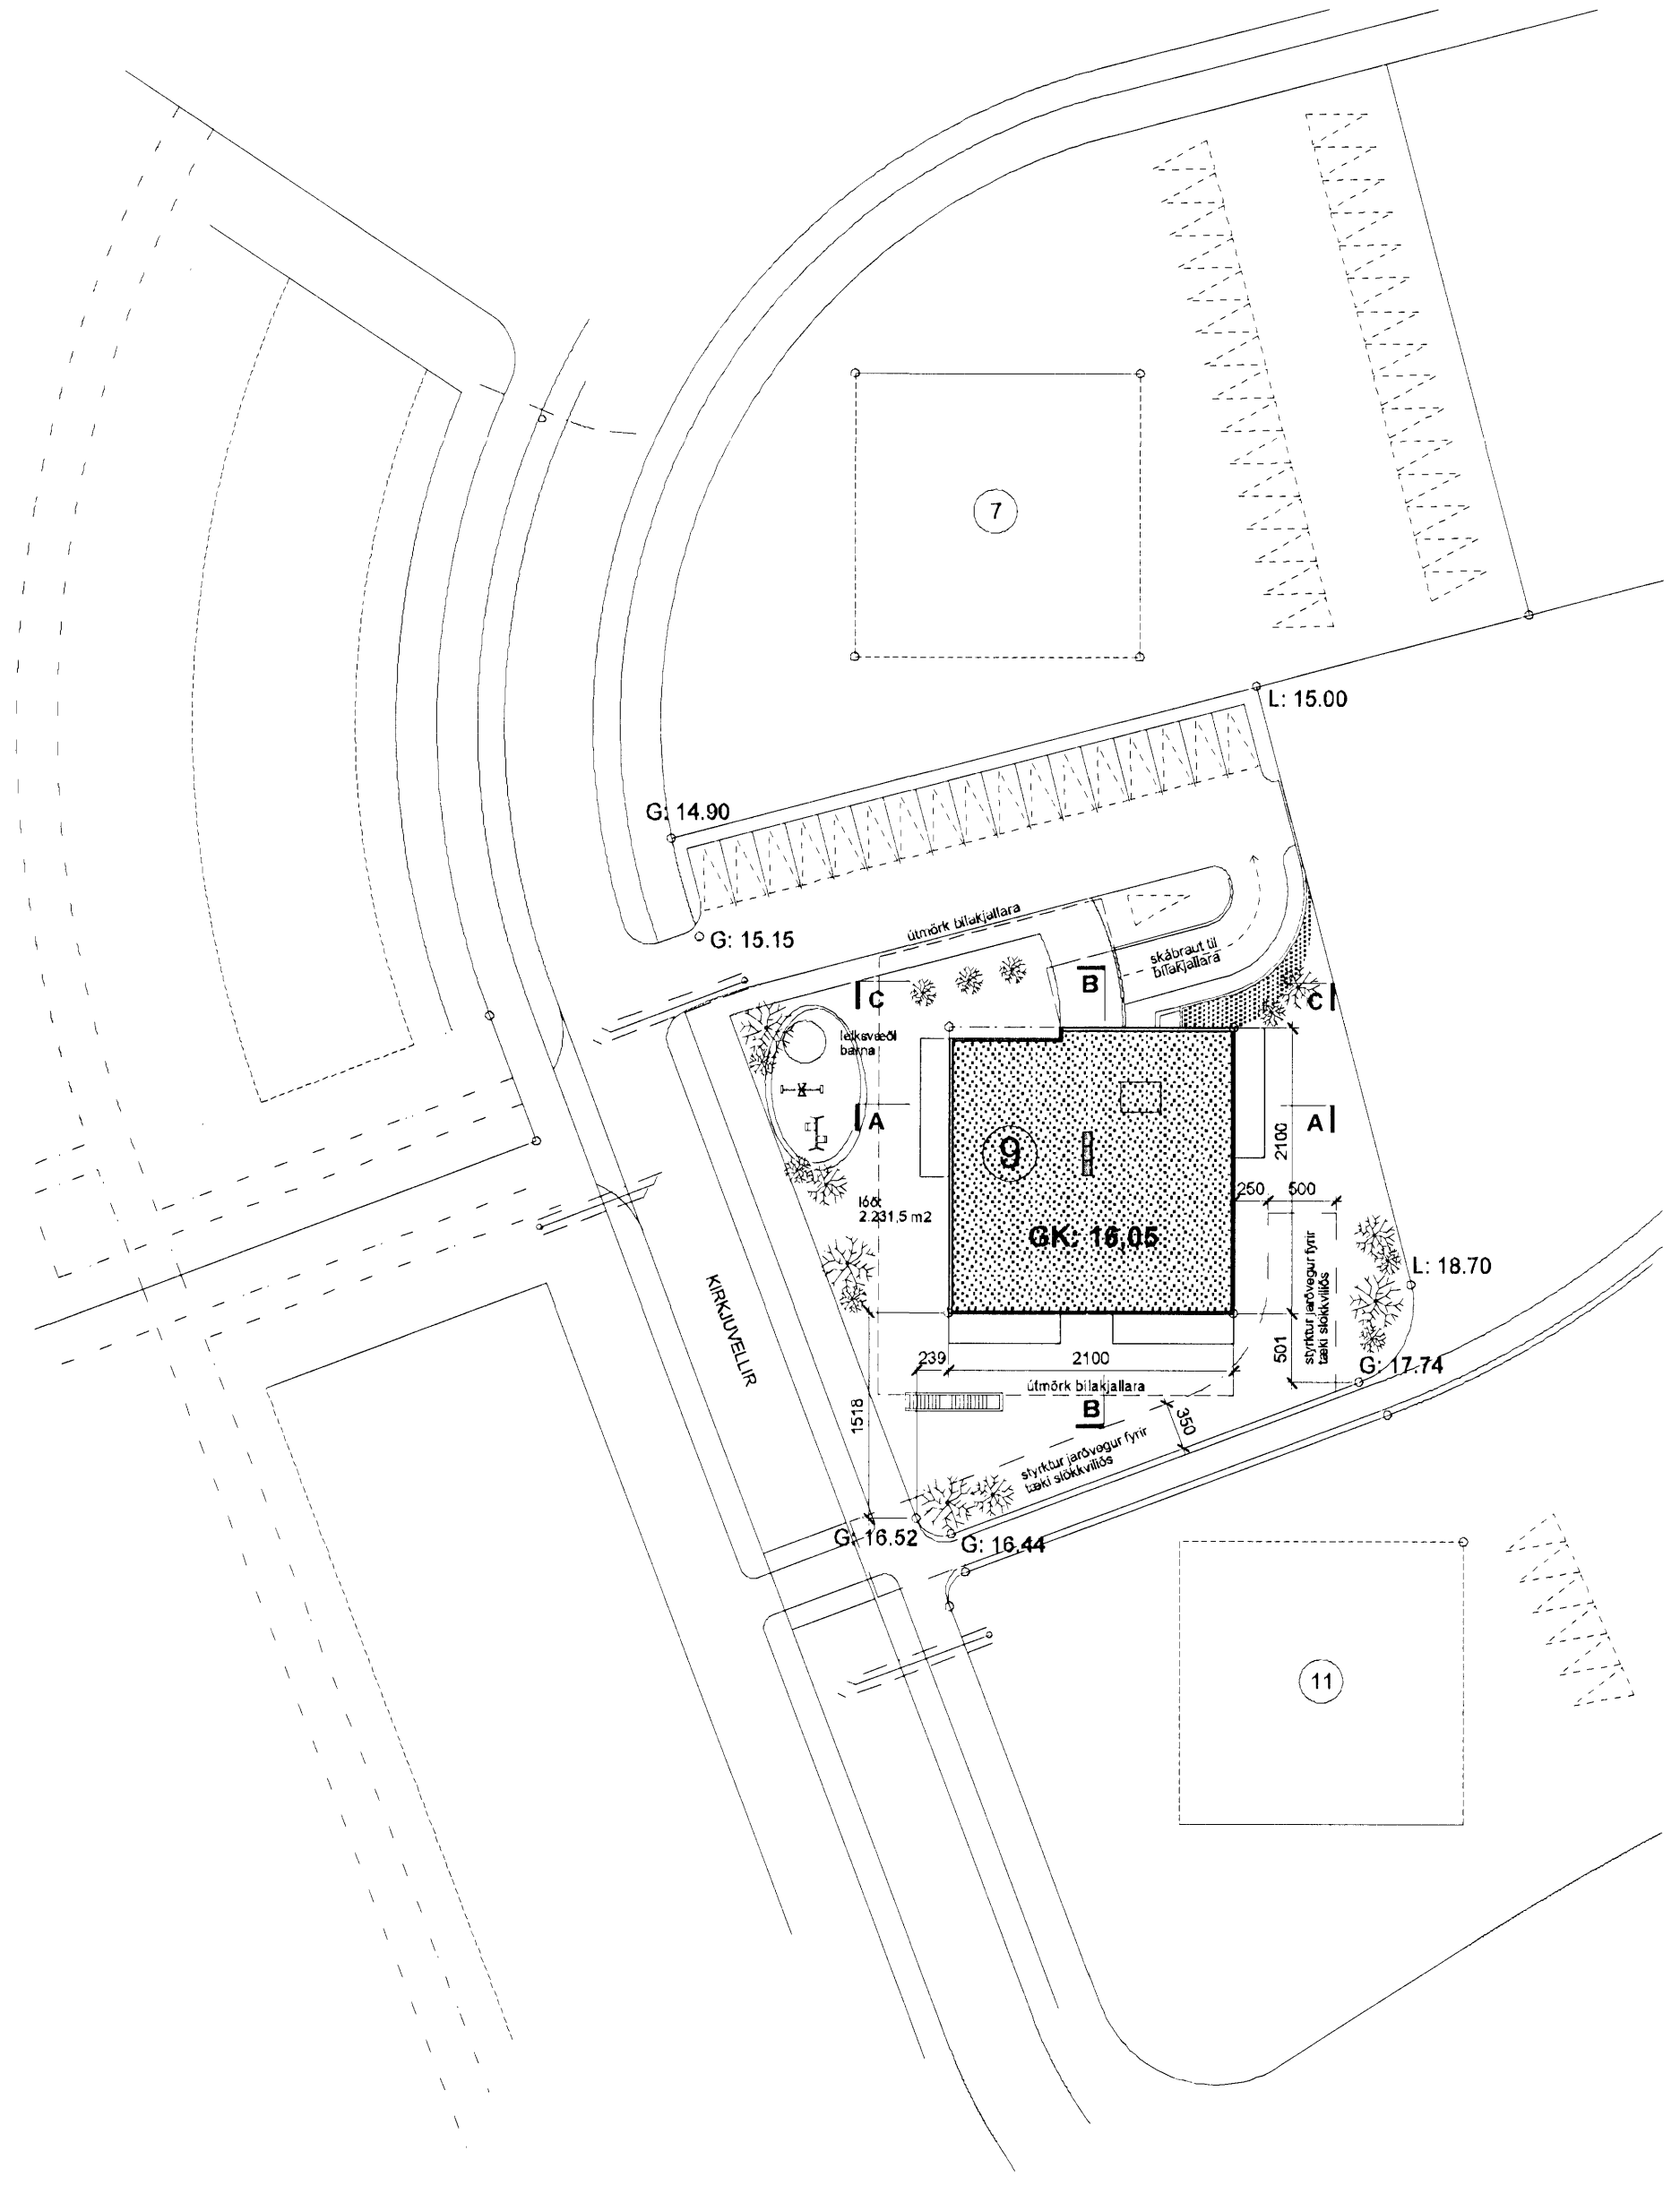 7
L: 15.00
G: 14.90
útmörk bílakjallara
G: 15.15
skábraut til
bílakjallara
B
C
C
leiksvæði
barna
A
A
2100
9
250
500
lóð:
2.231,5 m2
GK: 16,05
styrktur jarðvegur fyrir
tæki slökkviliðs
L: 18.70
KIRKJUVELLIR
239
2100
501
G: 17.74
útmörk bílakjallara
1518
B
350
styrktur jarðvegur fyrir
tæki slökkviliðs
G: 16.52
G: 16.44
11